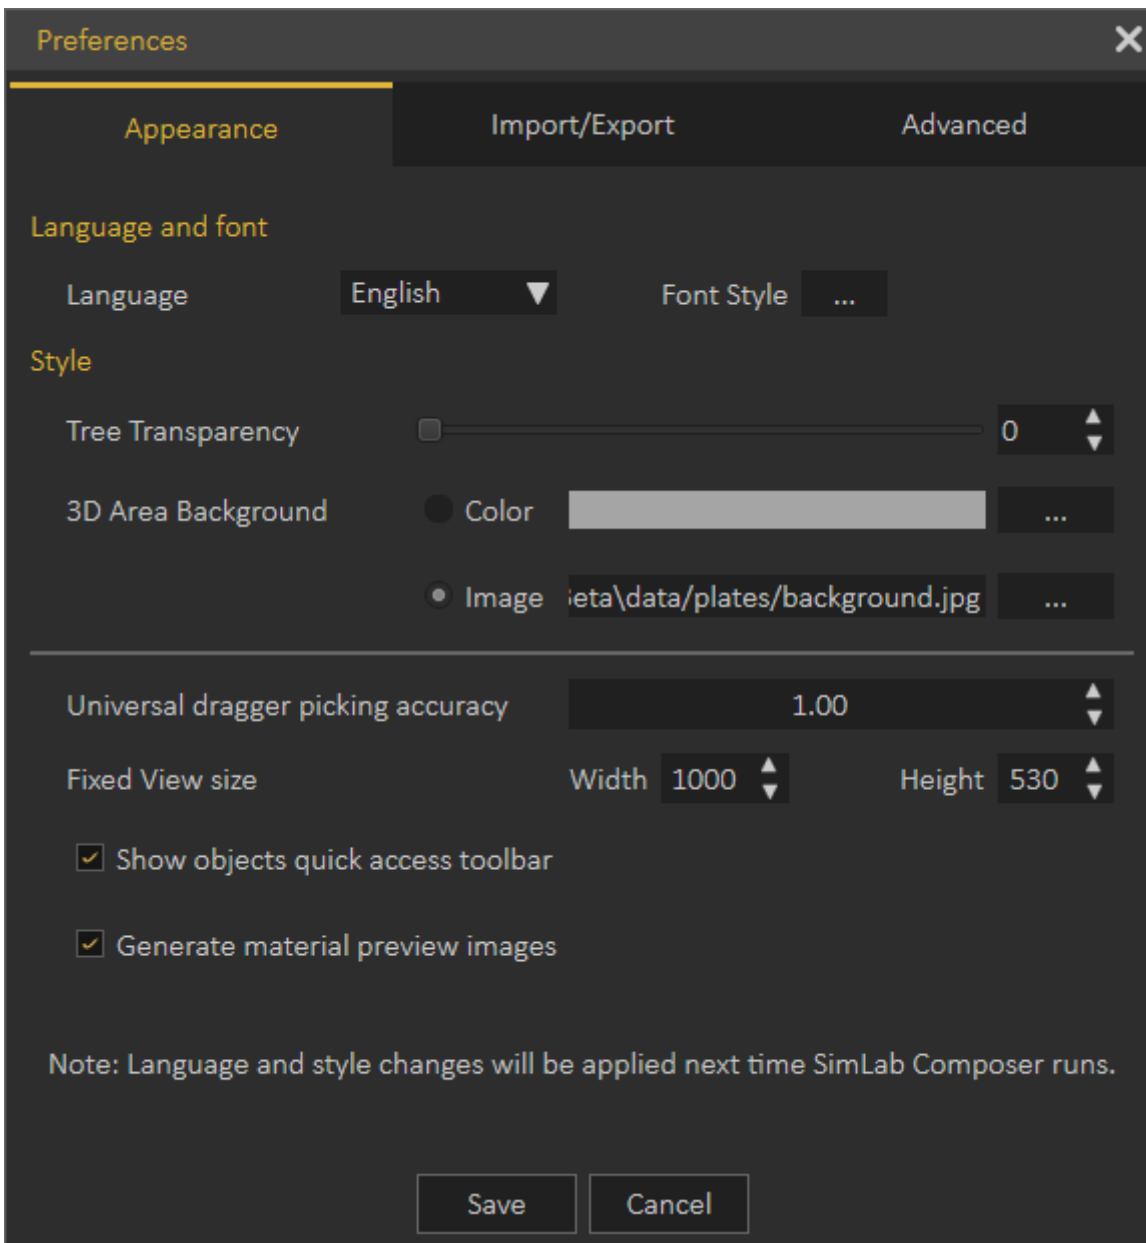 Preferences
Appearance Import/Export Advanced
Language and font
Language English Font Style ...
Style
Tree Transparency 0
3D Area Background Color ...
Image eta\data/plates/background.jpg ...
Universal dragger picking accuracy 1.00
Fixed View size Width 1000 Height 530
Show objects quick access toolbar
Generate material preview images
Note: Language and style changes will be applied next time SimLab Composer runs.
Save Cancel